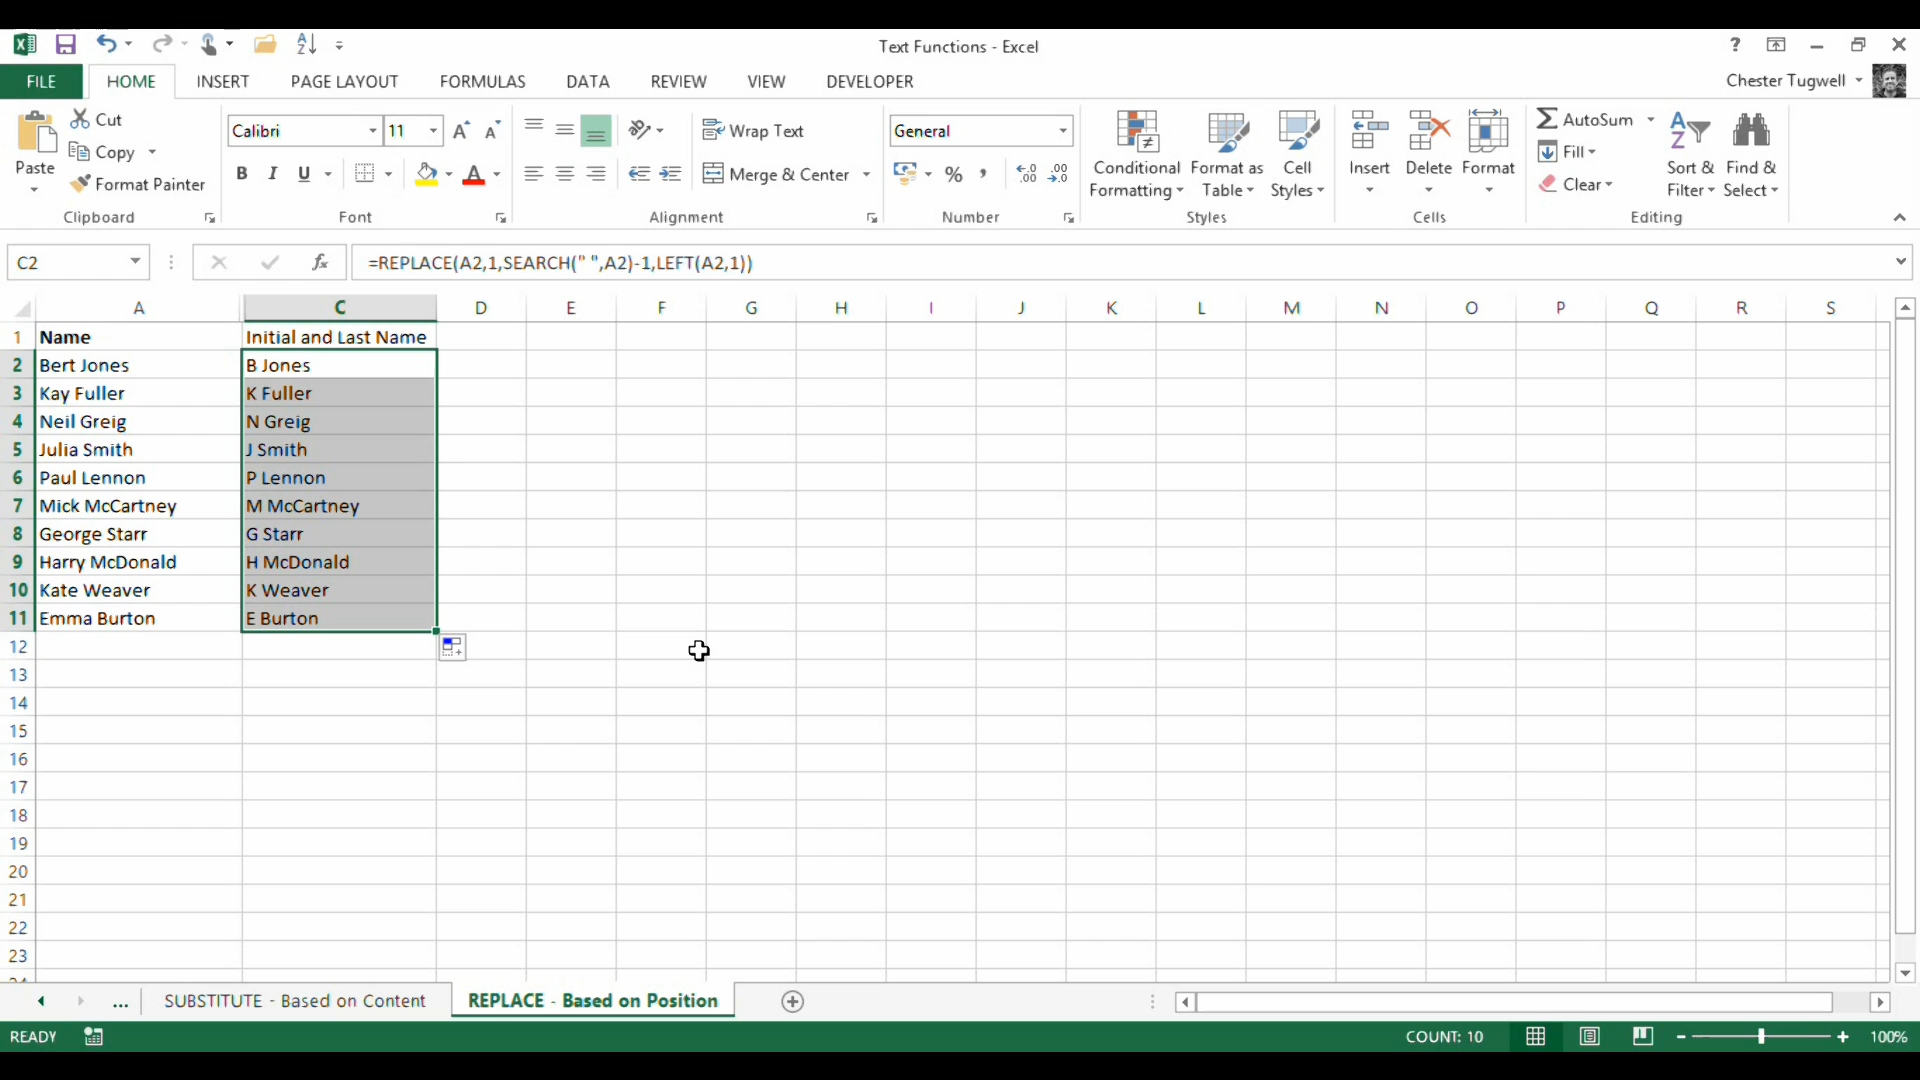 Text Functions - Excel
?
FILE HOME INSERT PAGE LAYOUT FORMULAS DATA REVIEW VIEW DEVELOPER Chester Tugwell
Paste
Cut
Copy
Format Painter
Clipboard
Calibri 11
B I U
Font
Wrap Text
Merge & Center
Alignment
General
%
Number
Conditional Formatting
Format as Table
Cell Styles
Styles
Insert
Delete
Format
Cells
AutoSum
Fill
Clear
Sort & Filter
Find & Select
Editing
C2 fx =REPLACE(A2,1,SEARCH(" ",A2)-1,LEFT(A2,1))
A C D E F G H I J K L M N O P Q R S
1 Name Initial and Last Name
2 Bert Jones B Jones
3 Kay Fuller K Fuller
4 Neil Greig N Greig
5 Julia Smith J Smith
6 Paul Lennon P Lennon
7 Mick McCartney M McCartney
8 George Starr G Starr
9 Harry McDonald H McDonald
10 Kate Weaver K Weaver
11 Emma Burton E Burton
12
13
14
15
16
17
18
19
20
21
22
23
... SUBSTITUTE - Based on Content REPLACE - Based on Position
READY COUNT: 10 100%